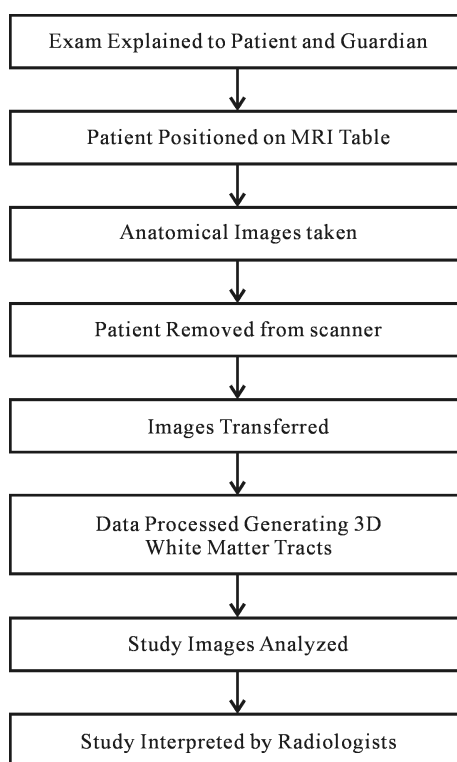 Exam Explained to Patient and Guardian
Patient Positioned on MRI Table
Anatomical Images taken
Patient Removed from scanner
Images Transferred
Data Processed Generating 3D
White Matter Tracts
Study Images Analyzed
Study Interpreted by Radiologists